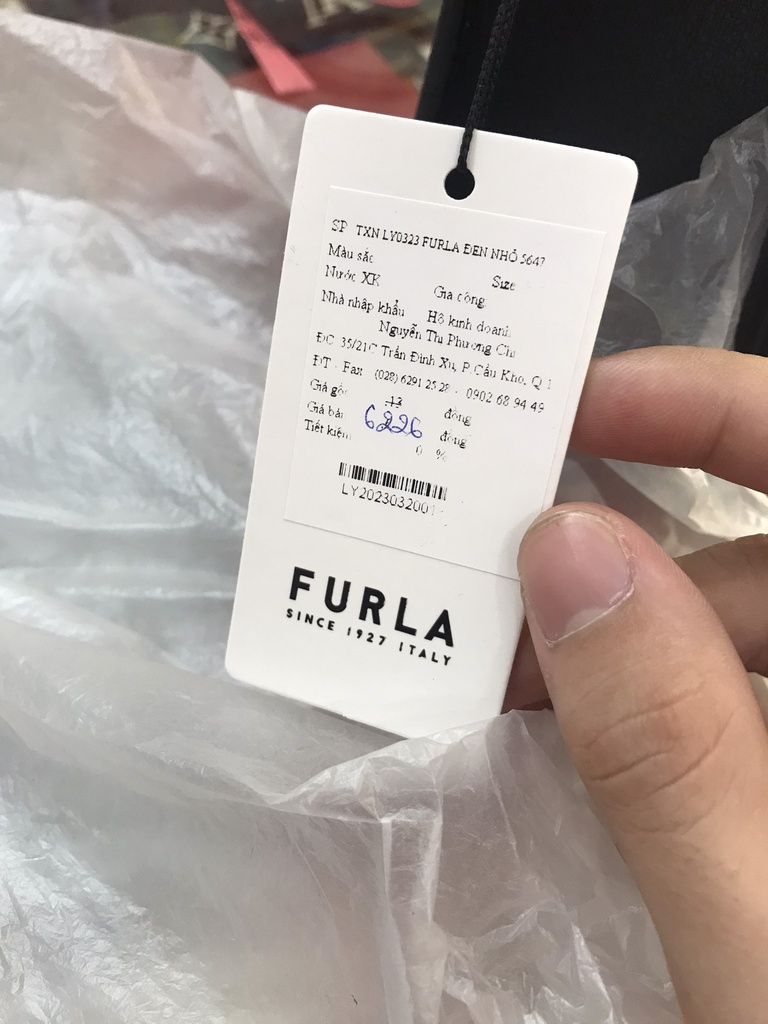 SP TXN LY0323 FURLA ĐEN NHỎ 5647
Màu sắc Size
Nước XK Gia công
Nhà nhập khẩu Hộ kinh doanh
Nguyễn Thị Phương Chi
ĐC 35/21C Trần Đình Xu, P Cầu Kho, Q 1
ĐT - Fax (028) 6291 25 28 - 0902 68 94 49
Giá gốc 13 đồng
Giá bán 6226 đồng
Tiết kiệm 0 %
LY2023032001
FURLA
SINCE 1927 ITALY